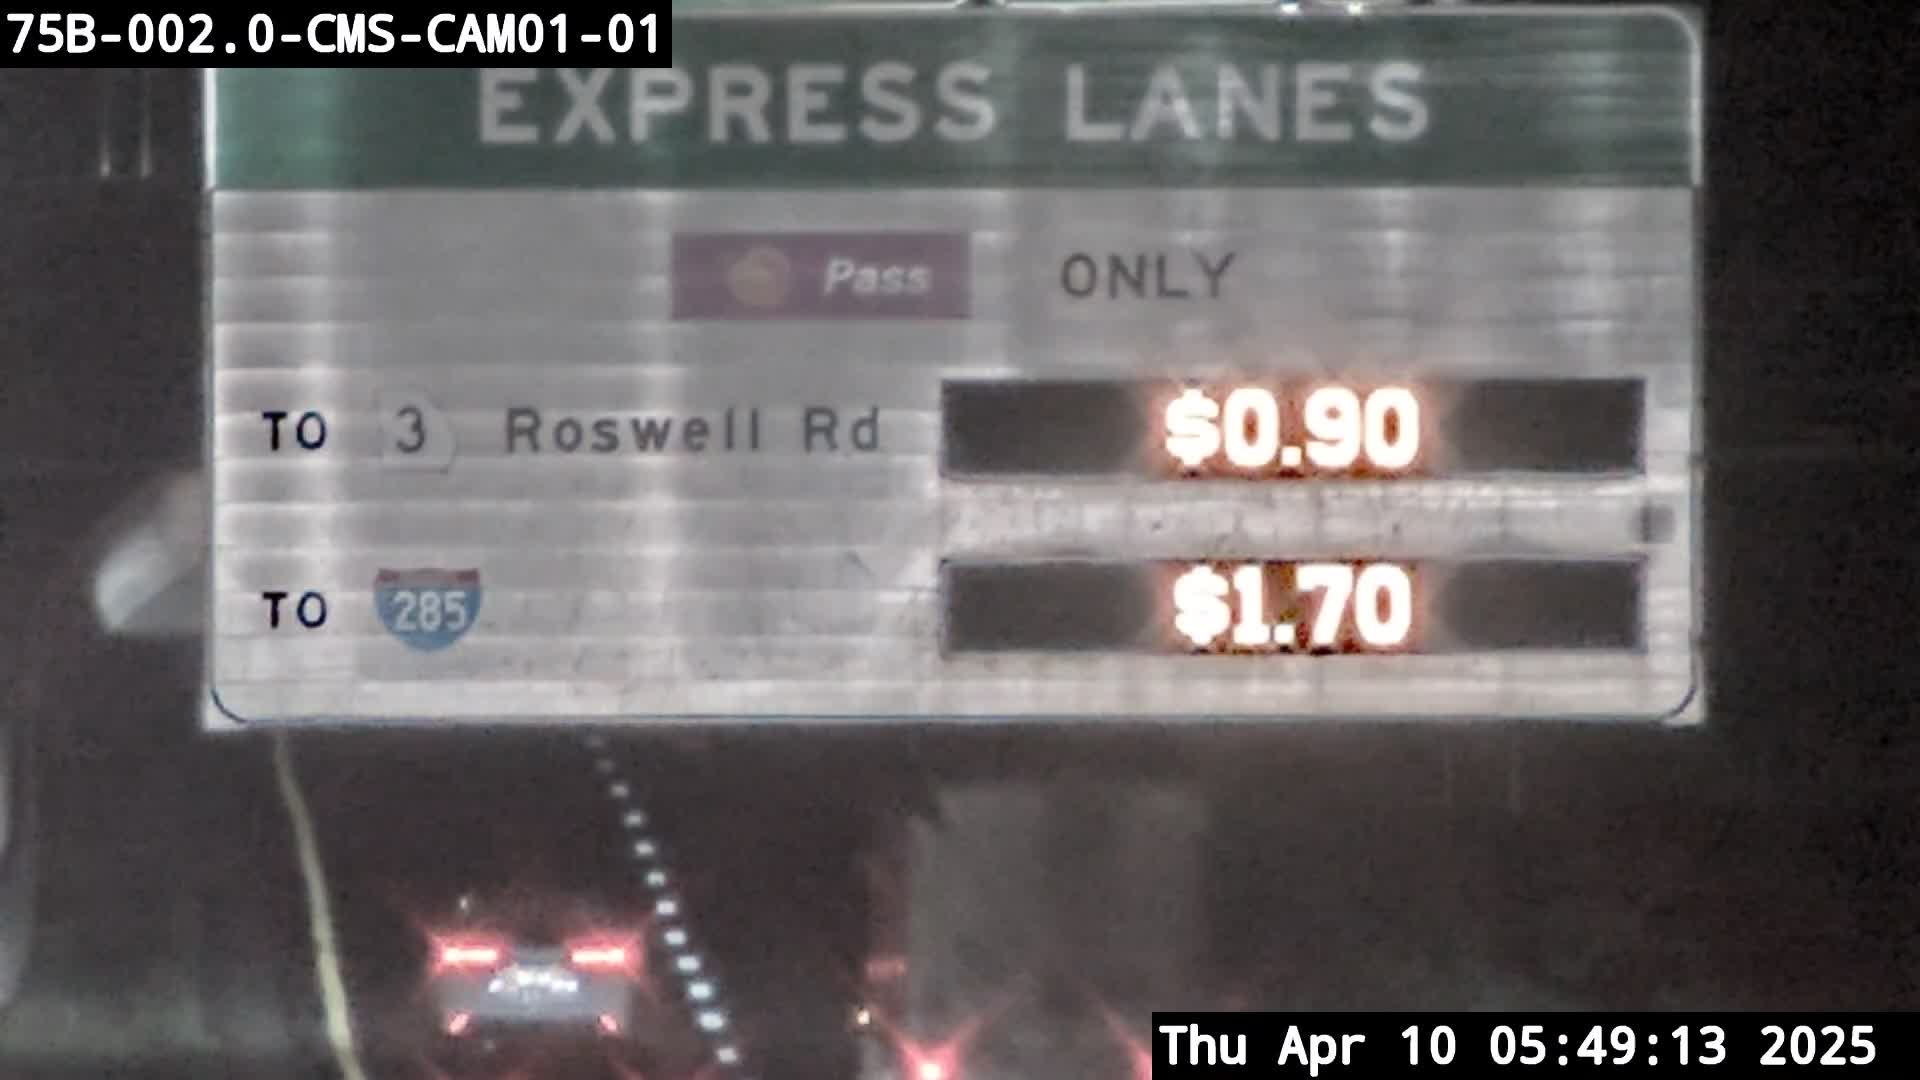 75B-002.0-CMS-CAM01-01
EXPRESS LANES
Pass ONLY
TO 3 Roswell Rd $0.90
TO 285 $1.70
Thu Apr 10 05:49:13 2025